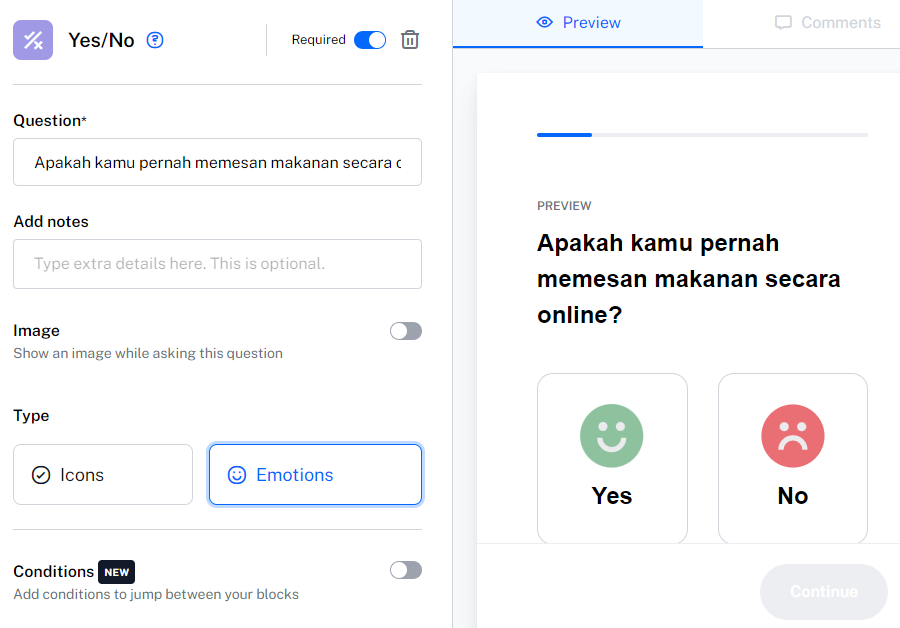 Yes/No
Required
Question*
Apakah kamu pernah memesan makanan secara
Add notes
Type extra details here. This is optional.
Image
Show an image while asking this question
Type
Icons
Emotions
Conditions NEW
Add conditions to jump between your blocks
Preview
Comments
PREVIEW
Apakah kamu pernah
memesan makanan secara
online?
Yes
No
Continue